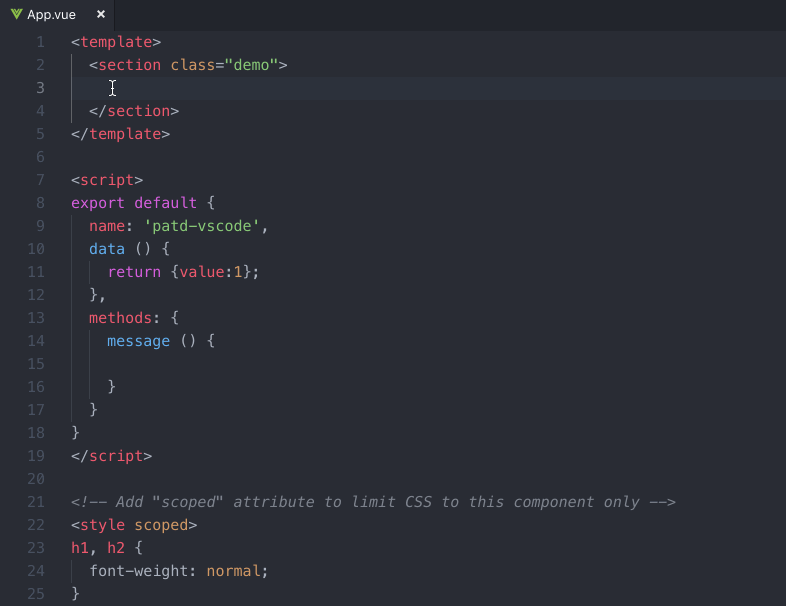 App.vue ×
1 <template>
2   <section class="demo">
3
4   </section>
5 </template>
6
7 <script>
8 export default {
9   name: 'patd-vscode',
10   data () {
11     return {value:1};
12   },
13   methods: {
14     message () {
15
16     }
17   }
18 }
19 </script>
20
21 <!-- Add "scoped" attribute to limit CSS to this component only -->
22 <style scoped>
23 h1, h2 {
24   font-weight: normal;
25 }